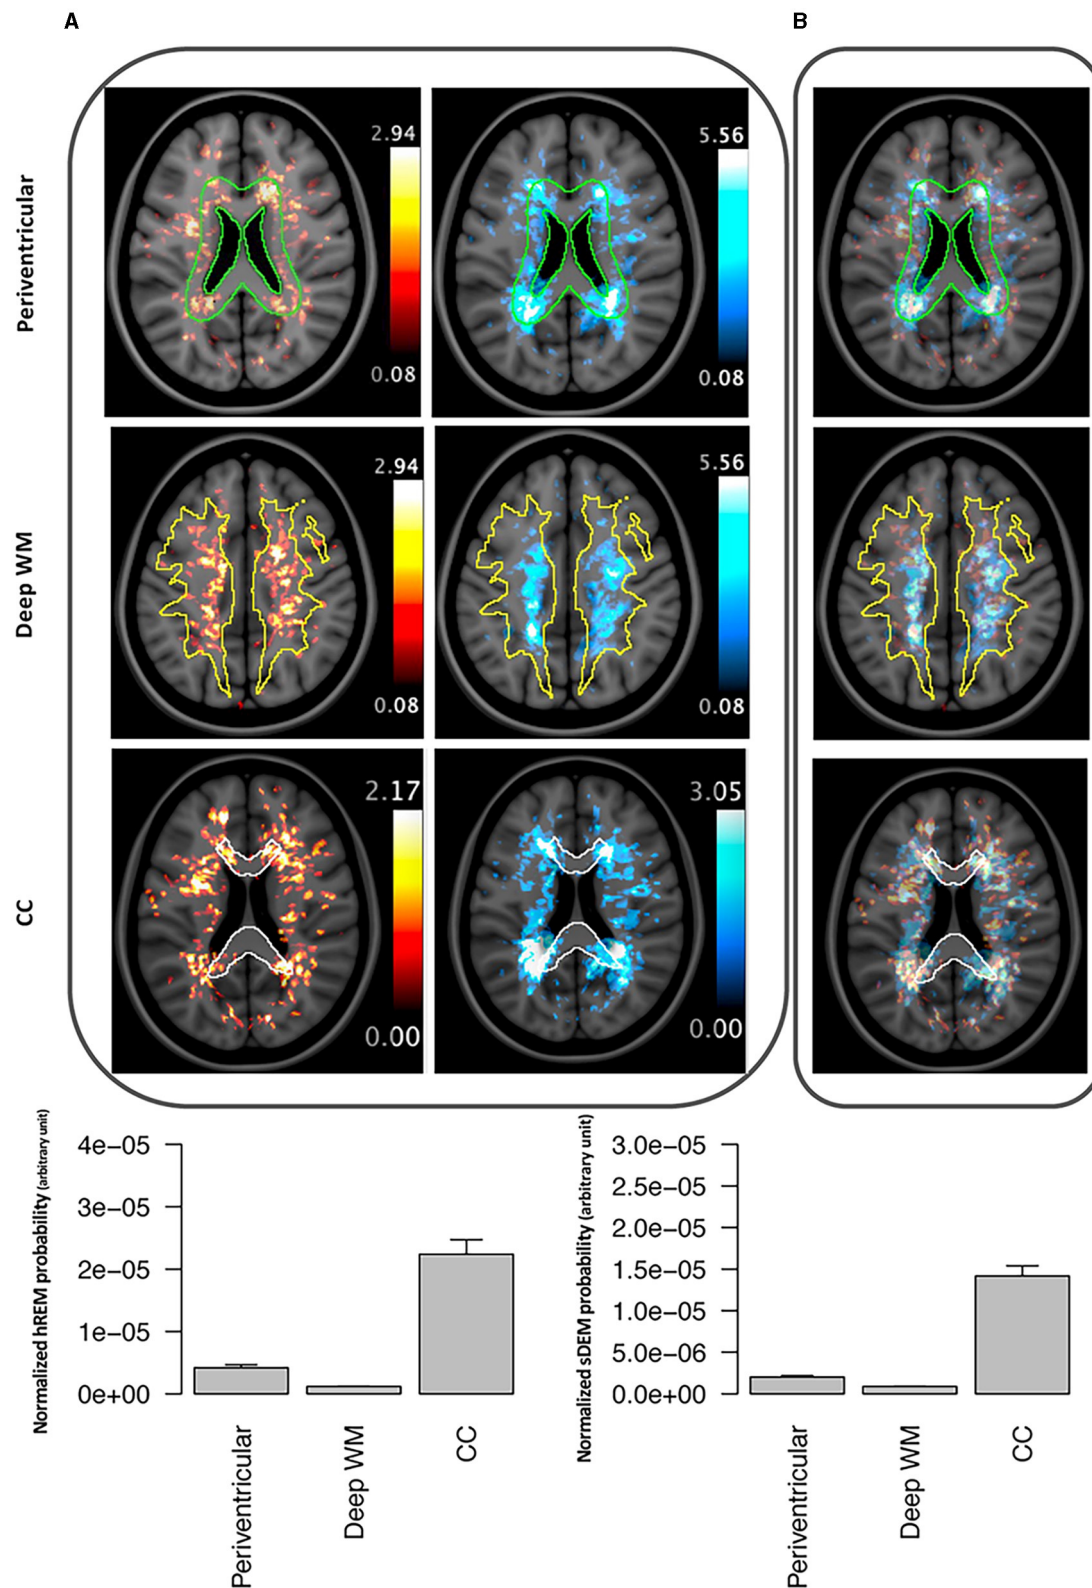 A
B
Periventricular
2.94
0.08
5.56
0.08
Deep WM
2.94
0.08
5.56
0.08
CC
2.17
0.00
3.05
0.00
Normalized hREM probability (arbitrary unit)
4e−05
3e−05
2e−05
1e−05
0e+00
Periventricular
Deep WM
CC
Normalized sDEM probability (arbitrary unit)
3.0e−05
2.5e−05
2.0e−05
1.5e−05
1.0e−05
5.0e−06
0.0e+00
Periventricular
Deep WM
CC